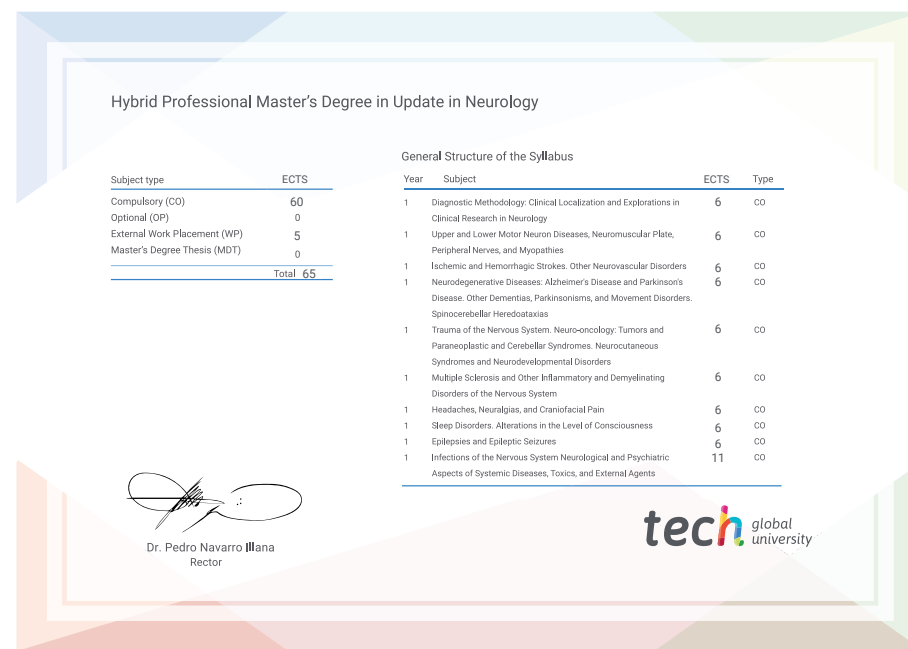 Hybrid Professional Master's Degree in Update in Neurology
Subject type ECTS
Compulsory (CO) 60
Optional (OP) 0
External Work Placement (WP) 5
Master's Degree Thesis (MDT) 0
Total 65
General Structure of the Syllabus
Year Subject ECTS Type
1 Diagnostic Methodology: Clinical Localization and Explorations in 6 CO
Clinical Research in Neurology
1 Upper and Lower Motor Neuron Diseases, Neuromuscular Plate, 6 CO
Peripheral Nerves, and Myopathies
1 Ischemic and Hemorrhagic Strokes. Other Neurovascular Disorders 6 CO
1 Neurodegenerative Diseases: Alzheimer's Disease and Parkinson's 6 CO
Disease. Other Dementias, Parkinsonisms, and Movement Disorders.
Spinocerebellar Heredoataxias
1 Trauma of the Nervous System. Neuro-oncology: Tumors and 6 CO
Paraneoplastic and Cerebellar Syndromes. Neurocutaneous
Syndromes and Neurodevelopmental Disorders
1 Multiple Sclerosis and Other Inflammatory and Demyelinating 6 CO
Disorders of the Nervous System
1 Headaches, Neuralgias, and Craniofacial Pain 6 CO
1 Sleep Disorders. Alterations in the Level of Consciousness 6 CO
1 Epilepsies and Epileptic Seizures 6 CO
1 Infections of the Nervous System Neurological and Psychiatric 11 CO
Aspects of Systemic Diseases, Toxics, and External Agents
Dr. Pedro Navarro Illana
Rector
tech global
university